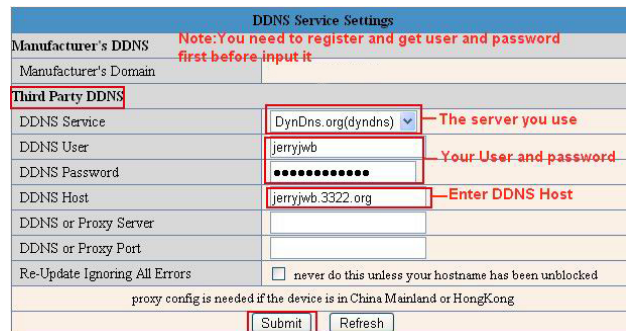 DDNS Service Settings
Manufacturer's DDNS
Note:You need to register and get user and password
first before input it
Manufacturer's Domain
Third Party DDNS
DDNS Service
DynDns.org(dyndns)
The server you use
DDNS User
jerryjwb
Your User and password
DDNS Password
●●●●●●●●●●●●
DDNS Host
jerryjwb.3322.org
Enter DDNS Host
DDNS or Proxy Server
DDNS or Proxy Port
Re-Update Ignoring All Errors
never do this unless your hostname has been unblocked
proxy config is needed if the device is in China Mainland or HongKong
Submit
Refresh